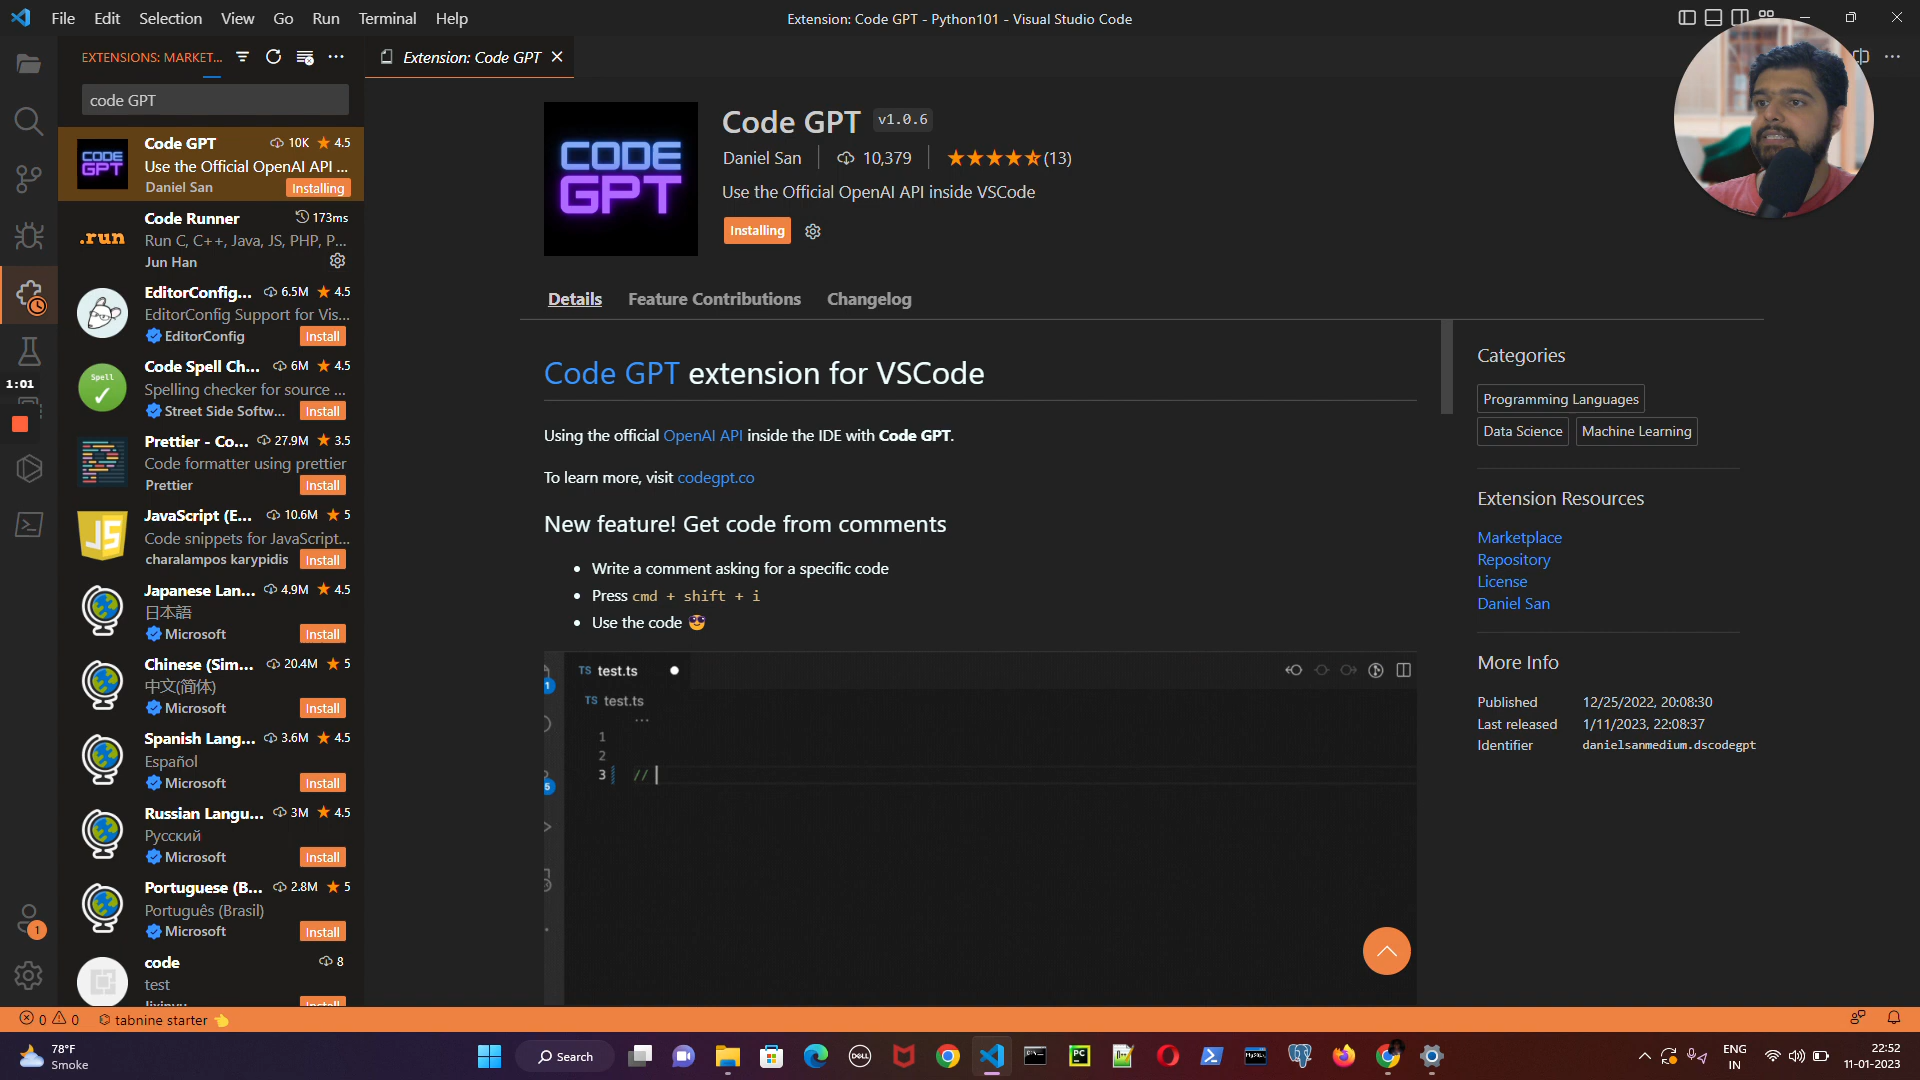 File Edit Selection View Go Run Terminal Help
Extension: Code GPT - Python101 - Visual Studio Code
EXTENSIONS: MARKET...
Extension: Code GPT
code GPT
Code GPT 10K 4.5
Use the Official OpenAI API ...
Daniel San Installing
Code Runner 173ms
Run C, C++, Java, JS, PHP, P...
Jun Han
.run
EditorConfig... 6.5M 4.5
EditorConfig Support for Vis...
EditorConfig Install
Code Spell Ch... 6M 4.5
Spelling checker for source ...
Street Side Softw... Install
Spell
Prettier - Co... 27.9M 3.5
Code formatter using prettier
Prettier Install
JavaScript (E... 10.6M 5
Code snippets for JavaScript...
charalampos karypidis Install
JS
Japanese Lan... 4.9M 4.5
日本語
Microsoft Install
Chinese (Sim... 20.4M 5
中文(简体)
Microsoft Install
Spanish Lang... 3.6M 4.5
Español
Microsoft Install
Russian Langu... 3M 4.5
Русский
Microsoft Install
Portuguese (B... 2.8M 5
Português (Brasil)
Microsoft Install
code 8
test
1:01
1
CODE
GPT
CODE
GPT
Code GPT v1.0.6
Daniel San 10,379 (13)
Use the Official OpenAI API inside VSCode
Installing
Details Feature Contributions Changelog
Code GPT extension for VSCode
Using the official OpenAI API inside the IDE with Code GPT.
To learn more, visit codegpt.co
New feature! Get code from comments
• Write a comment asking for a specific code
• Press cmd + shift + i
• Use the code 😎
TS test.ts
TS test.ts
...
1
2
3 //
Categories
Programming Languages
Data Science Machine Learning
Extension Resources
Marketplace
Repository
License
Daniel San
More Info
Published 12/25/2022, 20:08:30
Last released 1/11/2023, 22:08:37
Identifier danielsanmedium.dscodegpt
0 0 tabnine starter
78°F
Smoke
Search
DELL
PC
MySQL
ENG
IN
22:52
11-01-2023